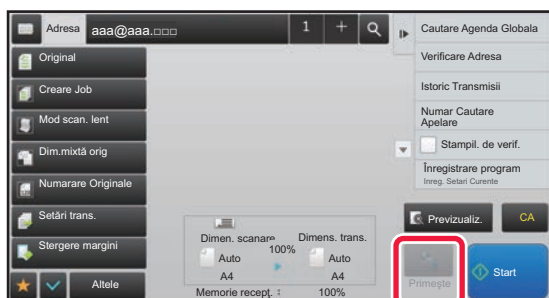 Adresa
aaa@aaa.□□□
1
+
Original
Creare Job
Mod scan. lent
Dim.mixtă orig
Numarare Originale
Setări trans.
Stergere margini
Altele
Dimen. scanare
100%
Dimens. trans.
Auto
A4
Auto
A4
Memorie recepţ. :
100%
Cautare Agenda Globala
Verificare Adresa
Istoric Transmisii
Numar Cautare
Apelare
Stampil. de verif.
Înregistrare program
Inreg. Setari Curente
Previzualiz.
CA
Primeşte
Start